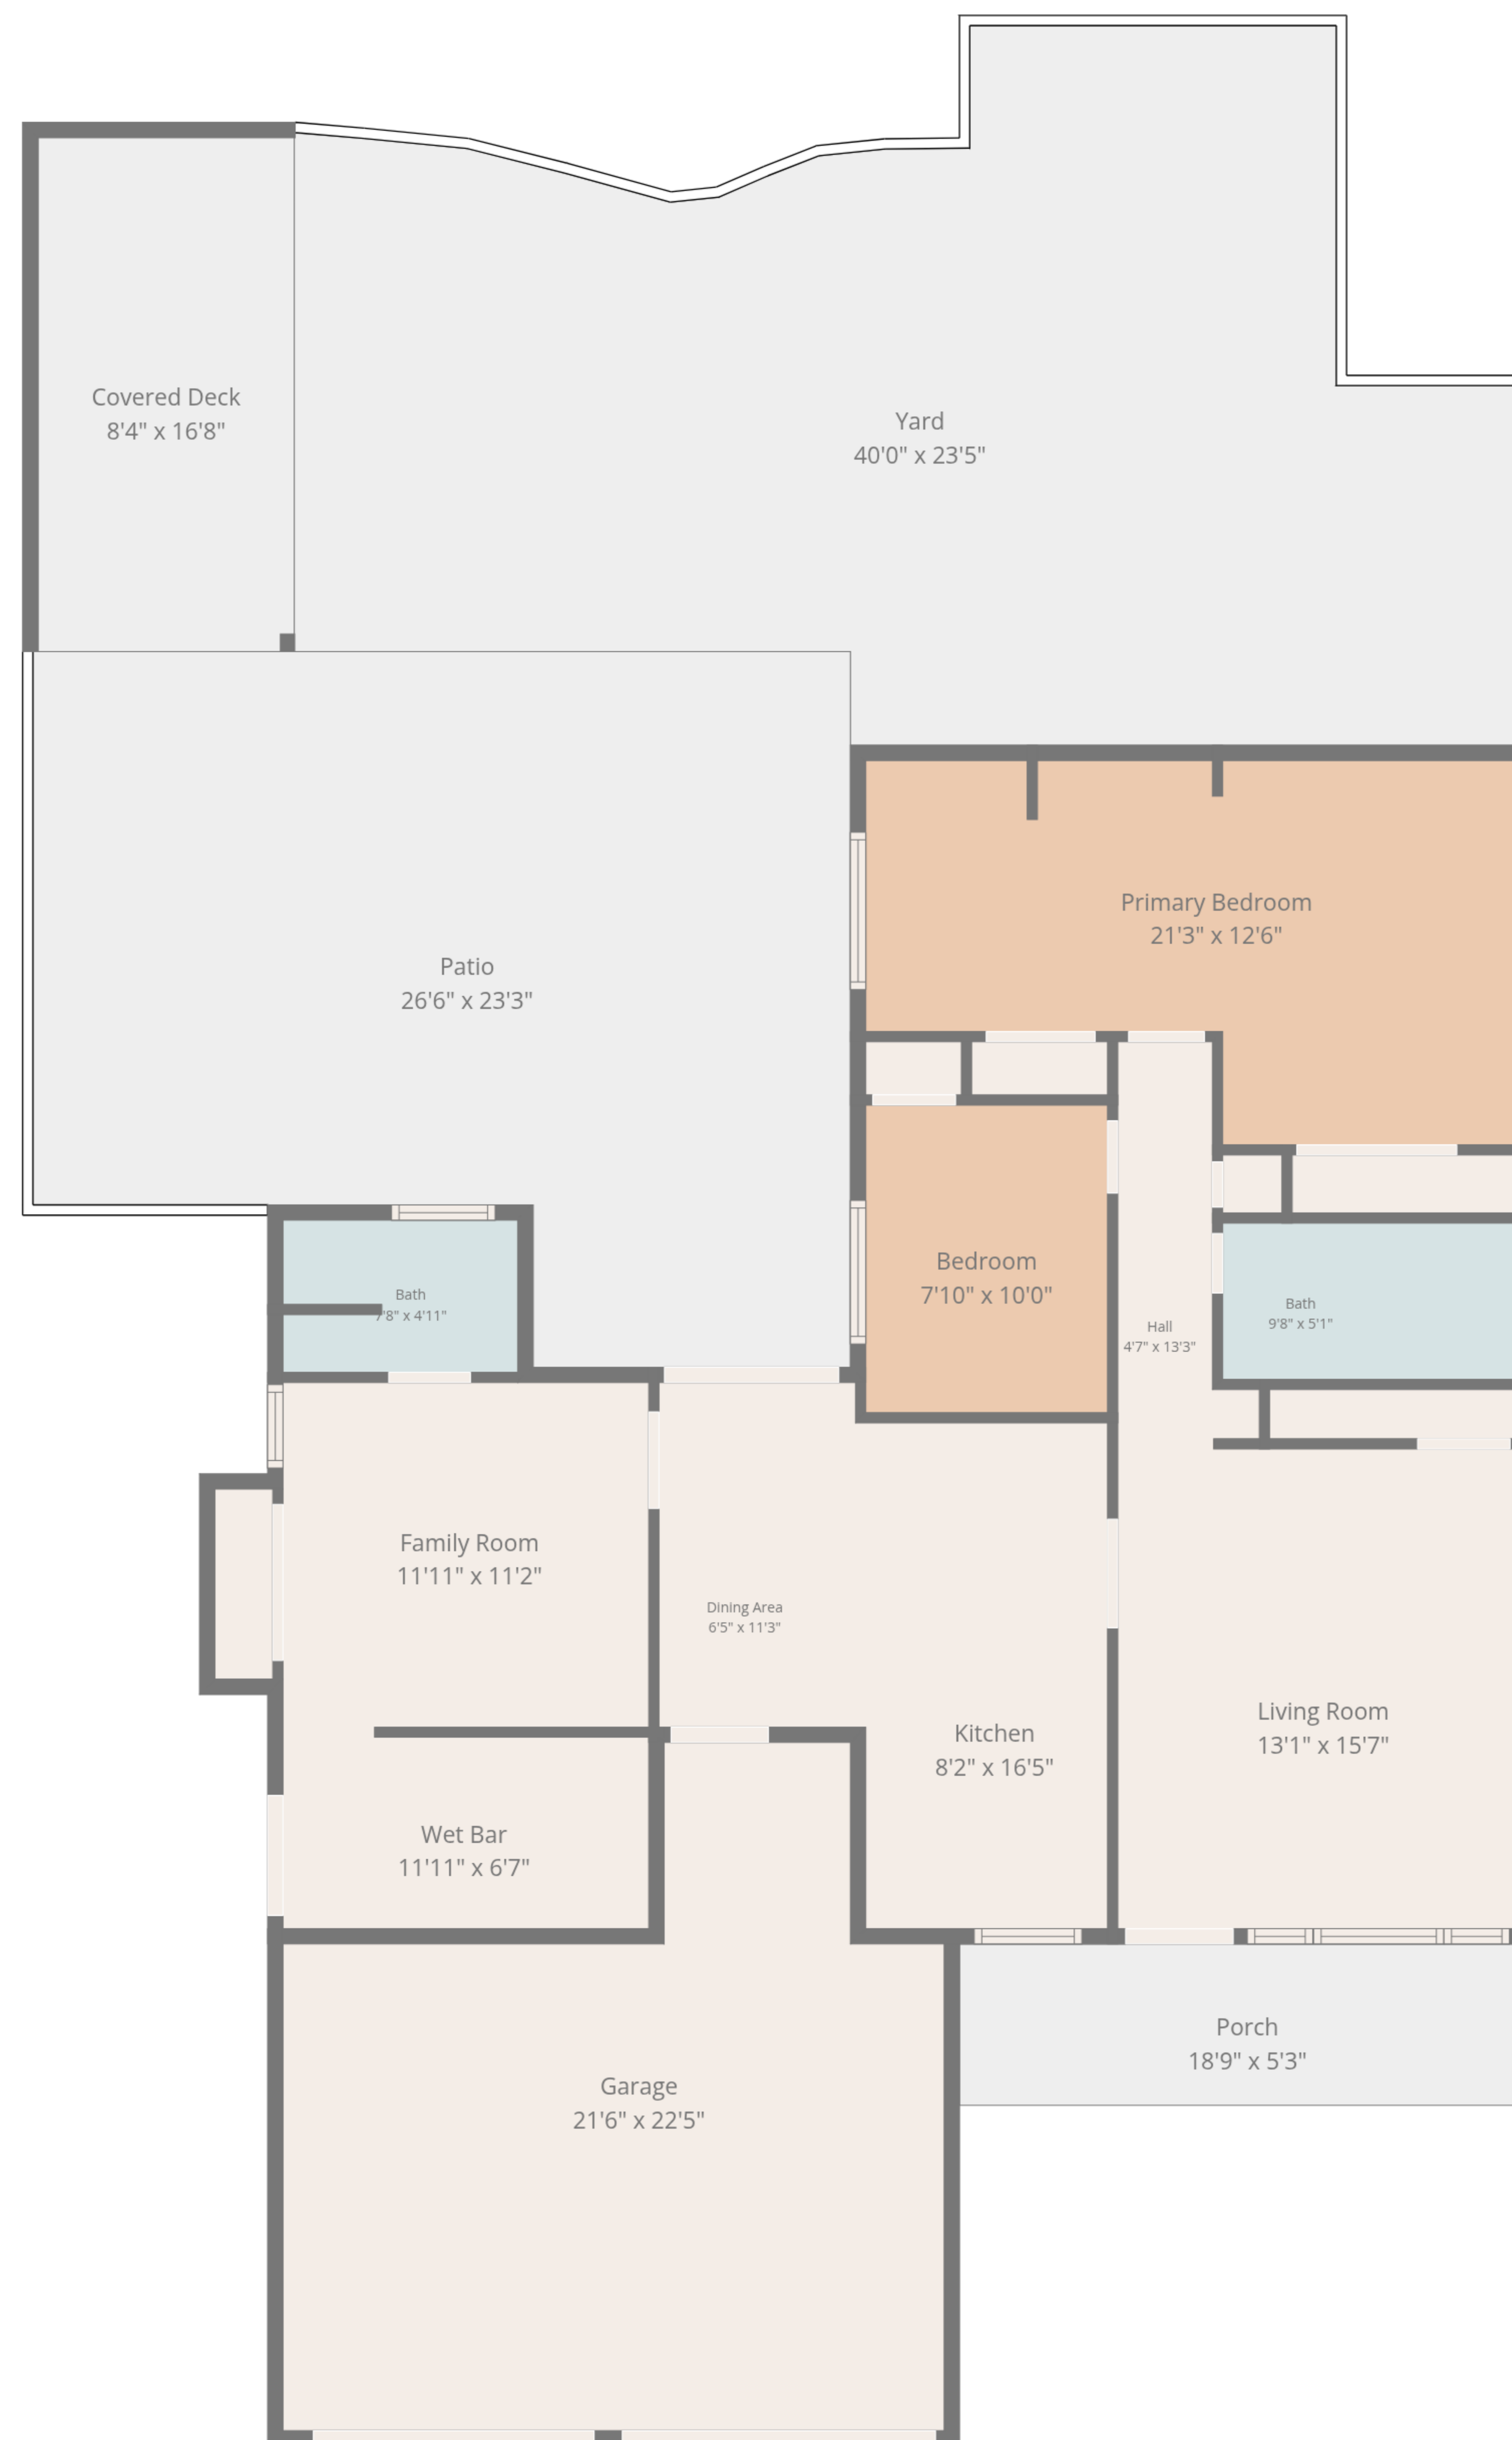 Covered Deck
8'4" x 16'8"
Yard
40'0" x 23'5"
Primary Bedroom
21'3" x 12'6"
Patio
26'6" x 23'3"
Bedroom
7'10" x 10'0"
Bath
7'8" x 4'11"
Bath
9'8" x 5'1"
Hall
4'7" x 13'3"
Family Room
11'11" x 11'2"
Dining Area
6'5" x 11'3"
Living Room
13'1" x 15'7"
Kitchen
8'2" x 16'5"
Wet Bar
11'11" x 6'7"
Porch
18'9" x 5'3"
Garage
21'6" x 22'5"